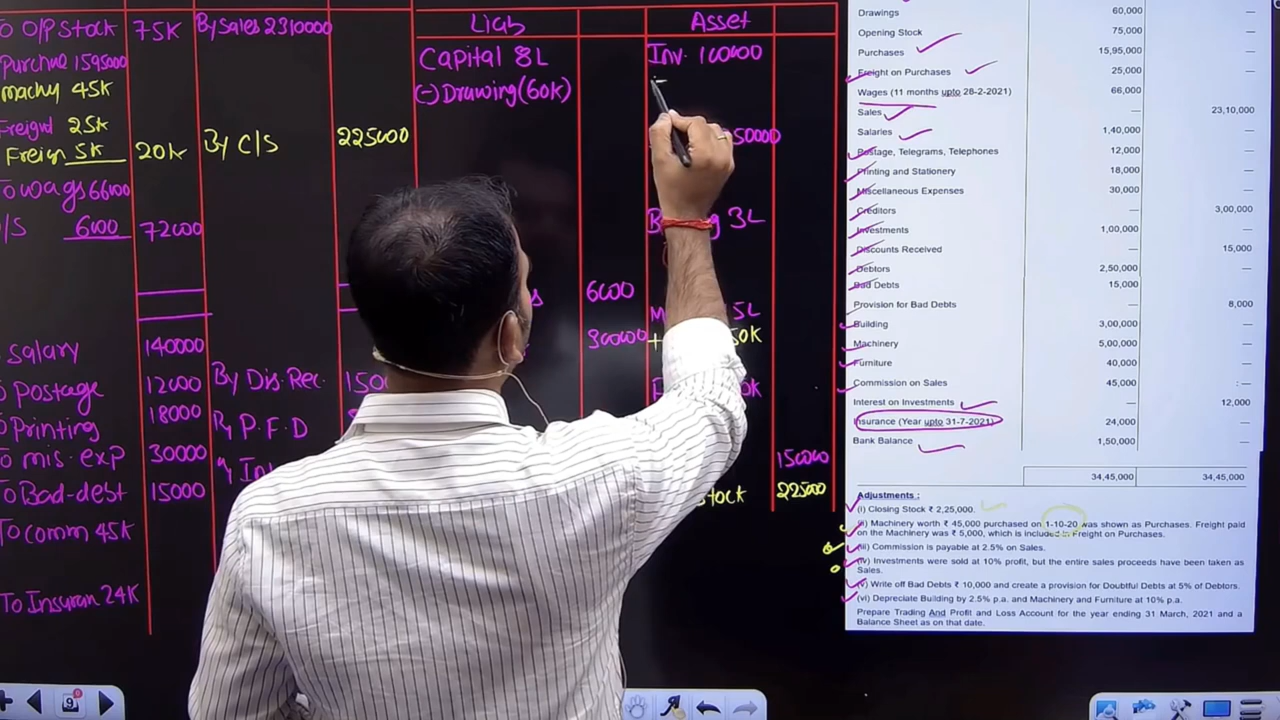 To O/P Stock 75K By Sales 2310000
Purchase 1595000
machy 45K
Freight 25K
Freigh 5K 20K By C/S 225000
To wags 66000
O/S 6000 72000
salary 140000
o Postage 12000 By Dis. Rec.
Printing 18000
To mis. exp 30000
To Bad-debt 15000
To comm 45K
To Insuran 24K
Liab Asset
Capital 8L Inv. 100000
(-) Drawing (60K)
50000
3L
6000
5L
300000 +
150000
stock 225000
Drawings 60,000 —
Opening Stock 75,000 —
Purchases 15,95,000 —
Freight on Purchases 25,000 —
Wages (11 months upto 28-2-2021) 66,000 —
Sales — 23,10,000
Salaries 1,40,000 —
Postage, Telegrams, Telephones 12,000 —
Printing and Stationery 18,000 —
Miscellaneous Expenses 30,000 —
Creditors — 3,00,000
Investments 1,00,000 —
Discounts Received — 15,000
Debtors 2,50,000 —
Bad Debts 15,000 —
Provision for Bad Debts — 8,000
Building 3,00,000 —
Machinery 5,00,000 —
Furniture 40,000 —
Commission on Sales 45,000 —
Interest on Investments — 12,000
Insurance (Year upto 31-7-2021) 24,000 —
Bank Balance 1,50,000 —
34,45,000 34,45,000
Adjustments :
(i) Closing Stock ₹ 2,25,000.
(ii) Machinery worth ₹ 45,000 purchased on 1-10-20 was shown as Purchases. Freight paid
on the Machinery was ₹ 5,000, which is included in Freight on Purchases.
(iii) Commission is payable at 2.5% on Sales.
(iv) Investments were sold at 10% profit, but the entire sales proceeds have been taken as
Sales.
(v) Write off Bad Debts ₹ 10,000 and create a provision for Doubtful Debts at 5% of Debtors.
(vi) Depreciate Building by 2.5% p.a. and Machinery and Furniture at 10% p.a.
Prepare Trading And Profit and Loss Account for the year ending 31 March, 2021 and a
Balance Sheet as on that date.
9